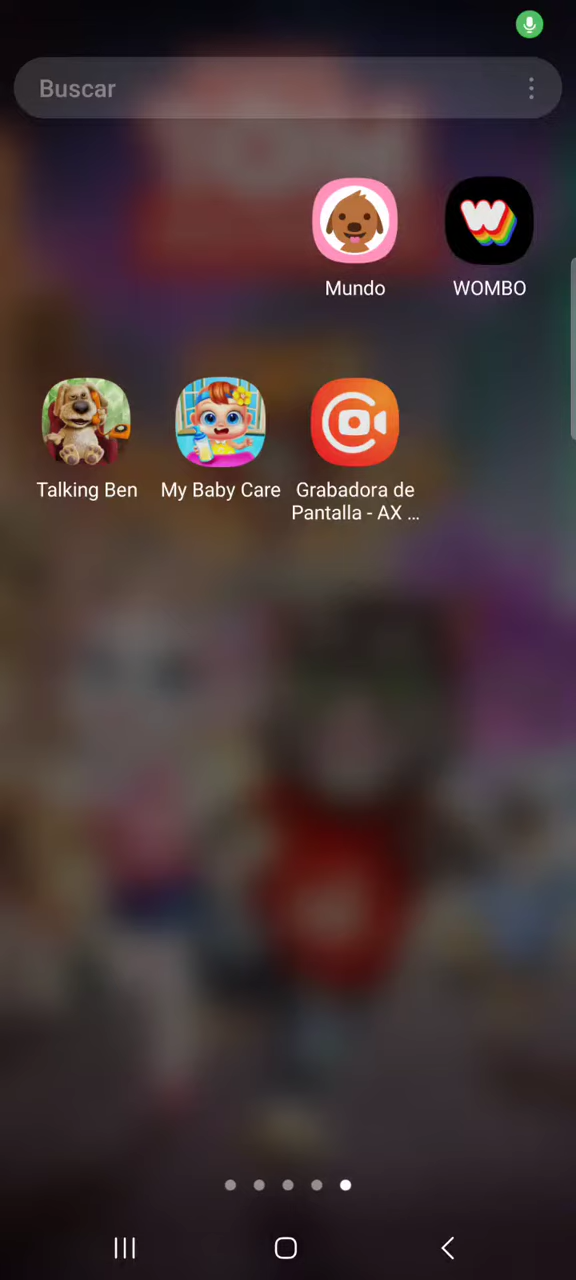 Buscar
Mundo
WOMBO
Talking Ben
My Baby Care
Grabadora de
Pantalla - AX ...